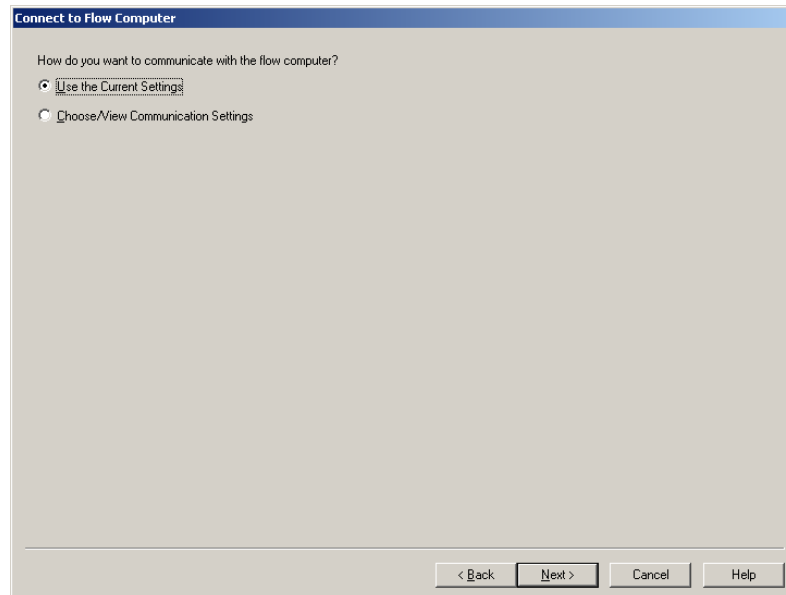 Connect to Flow Computer
How do you want to communicate with the flow computer?
Use the Current Settings
Choose/View Communication Settings
< Back Next > Cancel Help